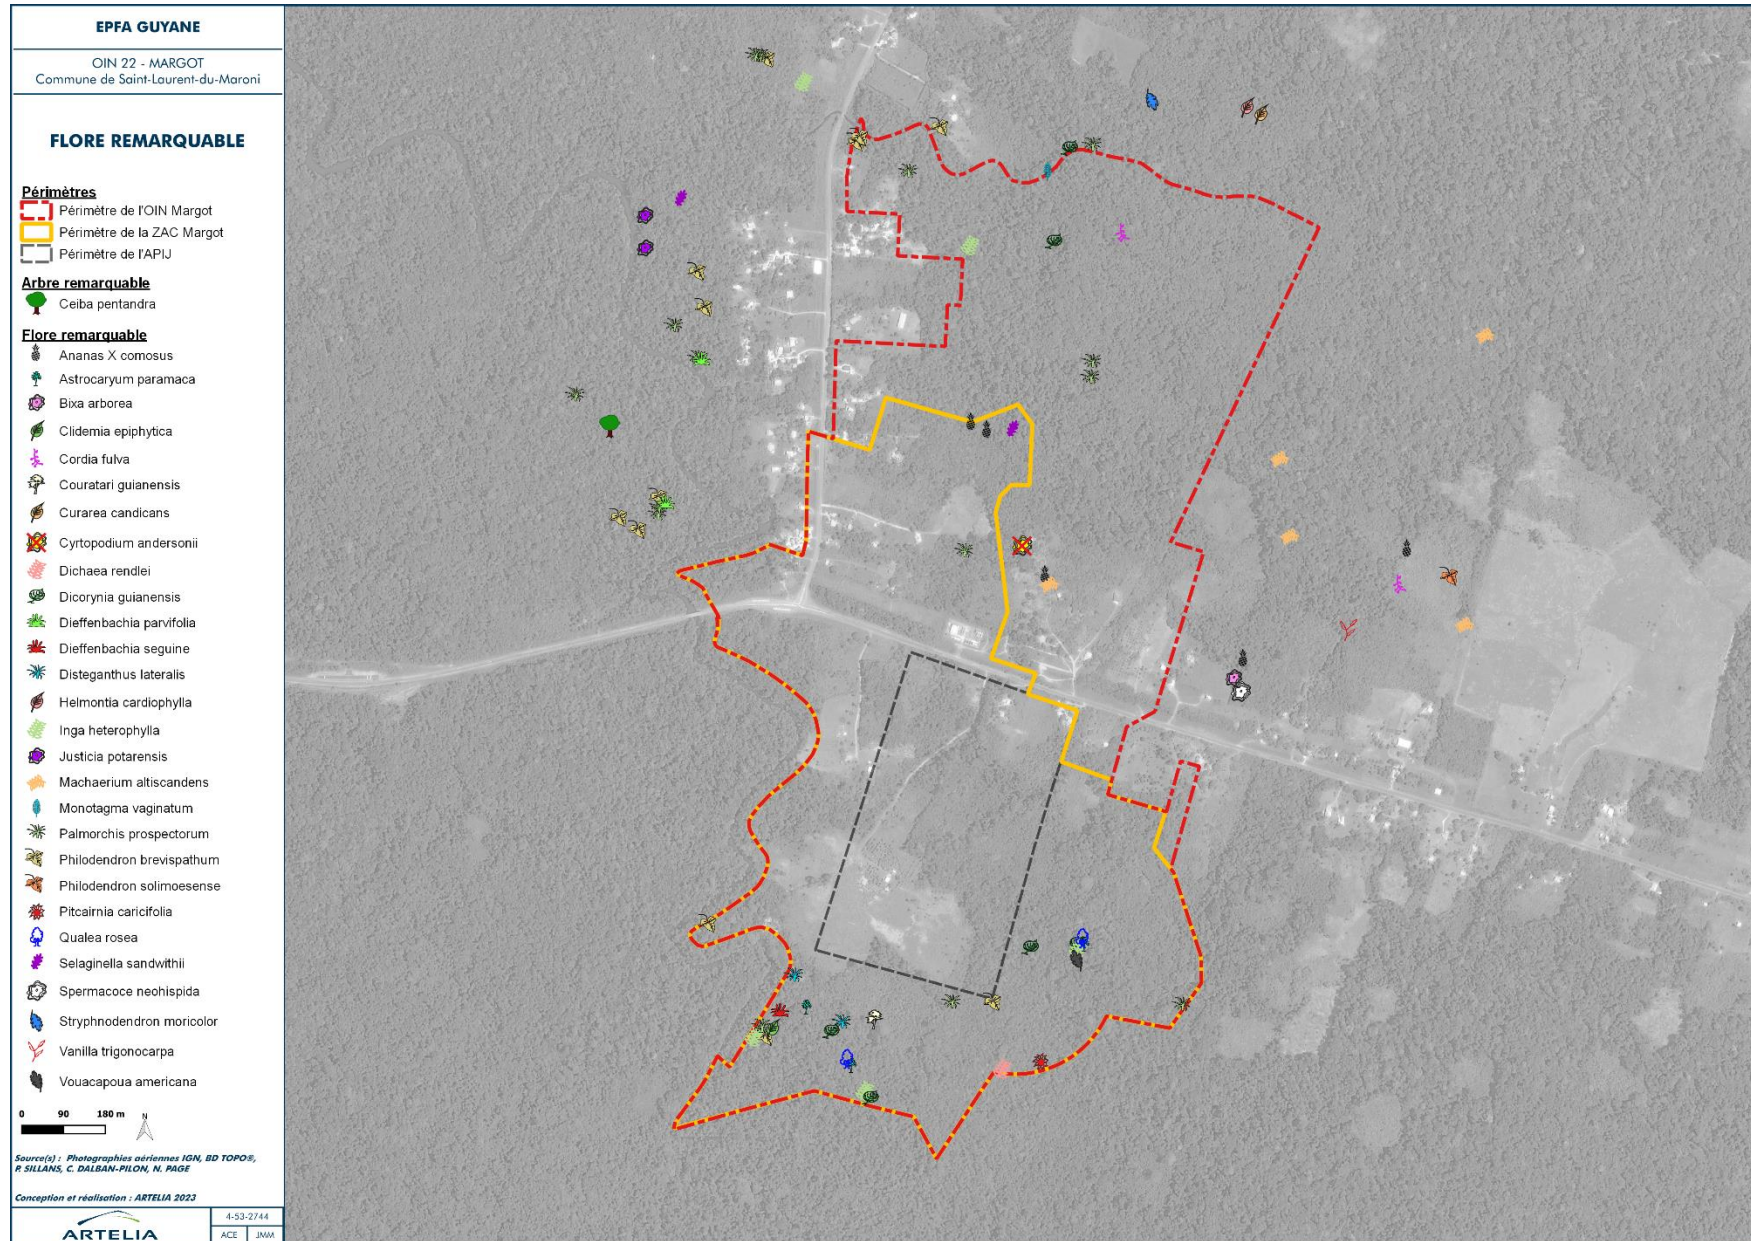 EPFA GUYANE
OIN 22 - MARGOT
Commune de Saint-Laurent-du-Maroni
FLORE REMARQUABLE
Périmètres
Périmètre de l'OIN Margot
Périmètre de la ZAC Margot
Périmètre de l'APIJ
Arbre remarquable
Ceiba pentandra
Flore remarquable
Ananas X comosus
Astrocaryum paramaca
Bixa arborea
Clidemia epiphytica
Cordia fulva
Couratari guianensis
Curarea candicans
Cyrtopodium andersonii
Dichaea rendlei
Dicorynia guianensis
Dieffenbachia parvifolia
Dieffenbachia seguine
Disteganthus lateralis
Helmontia cardiophylla
Inga heterophylla
Justicia potarensis
Machaerium altiscandens
Monotagma vaginatum
Palmorchis prospectorum
Philodendron brevispathum
Philodendron solimoesense
Pitcairnia caricifolia
Qualea rosea
Selaginella sandwithii
Spermacoce neohispida
Stryphnodendron moricolor
Vanilla trigonocarpa
Vouacapoua americana
0 90 180 m N
Source(s) : Photographies aériennes IGN, BD TOPO®,
P. SILLANS, C. DALBAN-PILON, N. PAGE
Conception et réalisation : ARTELIA 2023
ARTELIA
4-53-2744
ACE JMM